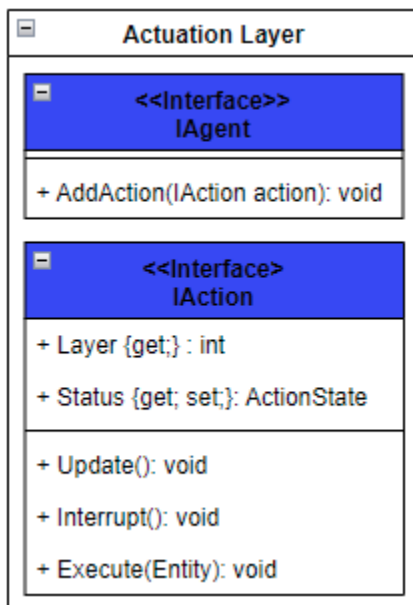 Actuation Layer
<<Interface>>
IAgent
+ AddAction(IAction action): void
<<Interface>
IAction
+ Layer {get;} : int
+ Status {get; set;}: ActionState
+ Update(): void
+ Interrupt(): void
+ Execute(Entity): void